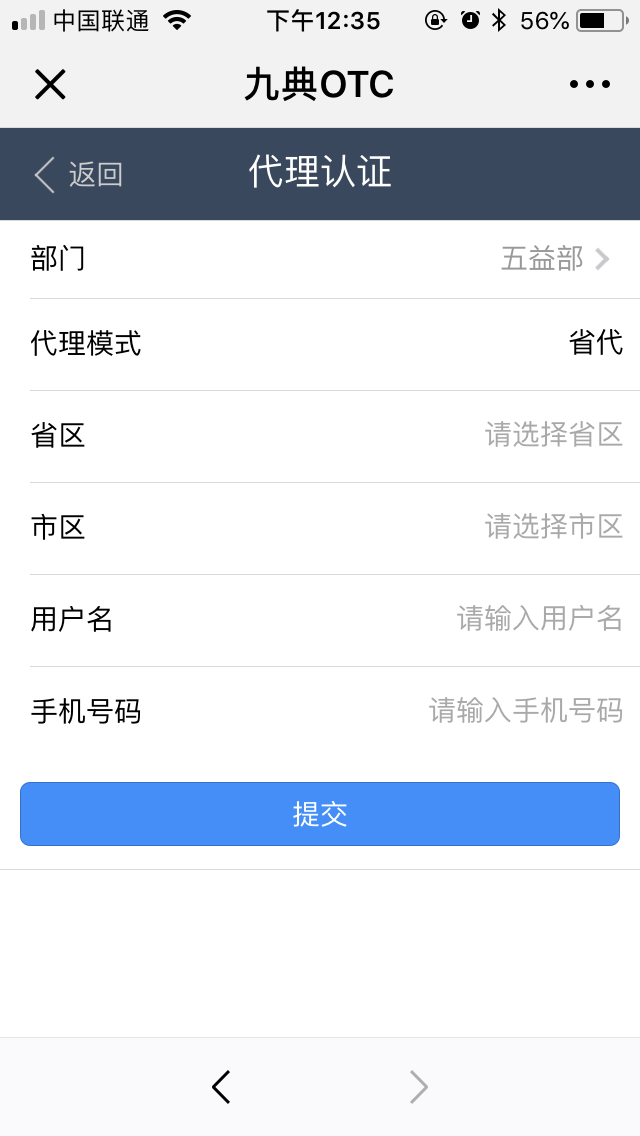 中国联通 下午12:35 56%
九典OTC
返回 代理认证
部门 五益部
代理模式 省代
省区 请选择省区
市区 请选择市区
用户名 请输入用户名
手机号码 请输入手机号码
提交